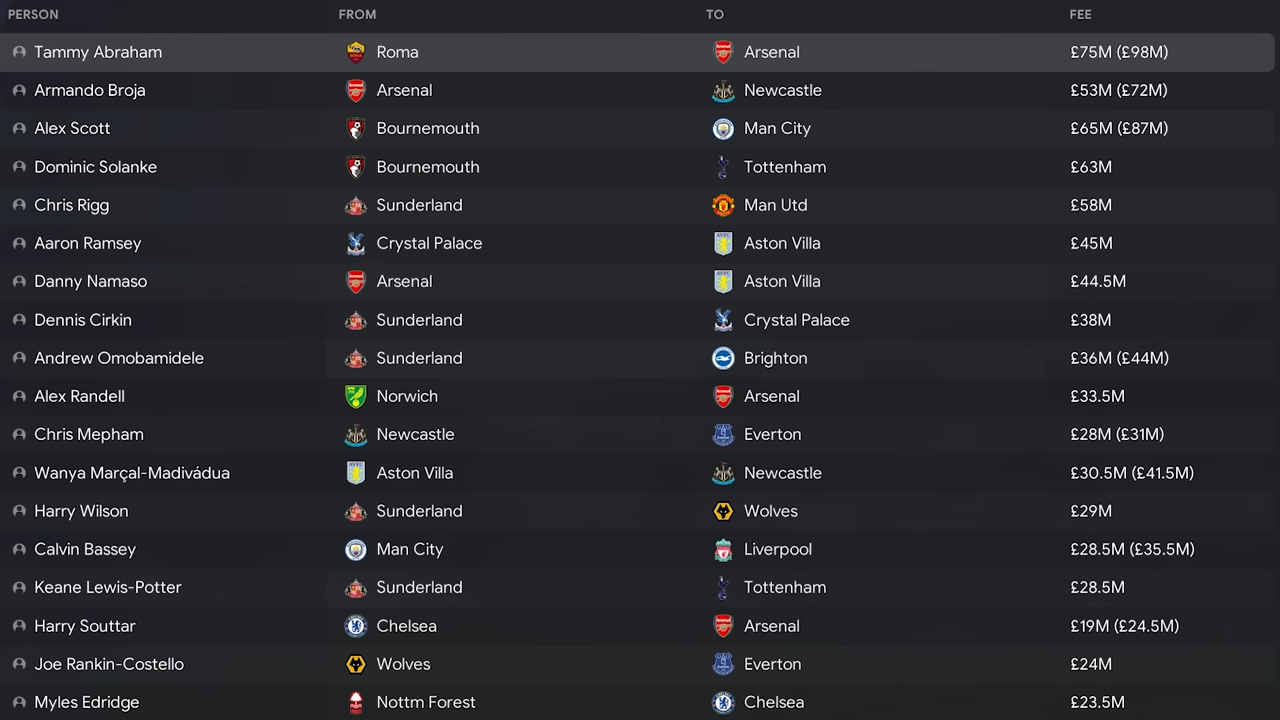 PERSON FROM TO FEE
Tammy Abraham Roma Arsenal £75M (£98M)
Armando Broja Arsenal Newcastle £53M (£72M)
Alex Scott Bournemouth Man City £65M (£87M)
Dominic Solanke Bournemouth Tottenham £63M
Chris Rigg Sunderland Man Utd £58M
Aaron Ramsey Crystal Palace Aston Villa £45M
Danny Namaso Arsenal Aston Villa £44.5M
Dennis Cirkin Sunderland Crystal Palace £38M
Andrew Omobamidele Sunderland Brighton £36M (£44M)
Alex Randell Norwich Arsenal £33.5M
Chris Mepham Newcastle Everton £28M (£31M)
Wanya Marçal-Madivádua Aston Villa Newcastle £30.5M (£41.5M)
Harry Wilson Sunderland Wolves £29M
Calvin Bassey Man City Liverpool £28.5M (£35.5M)
Keane Lewis-Potter Sunderland Tottenham £28.5M
Harry Souttar Chelsea Arsenal £19M (£24.5M)
Joe Rankin-Costello Wolves Everton £24M
Myles Edridge Nottm Forest Chelsea £23.5M